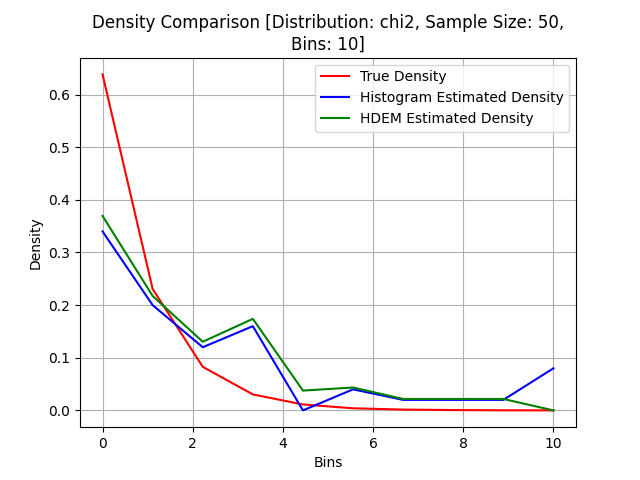 Density Comparison [Distribution: chi2, Sample Size: 50,
Bins: 10]
True Density
Histogram Estimated Density
HDEM Estimated Density
Density
0.6
0.5
0.4
0.3
0.2
0.1
0.0
0 2 4 6 8 10
Bins